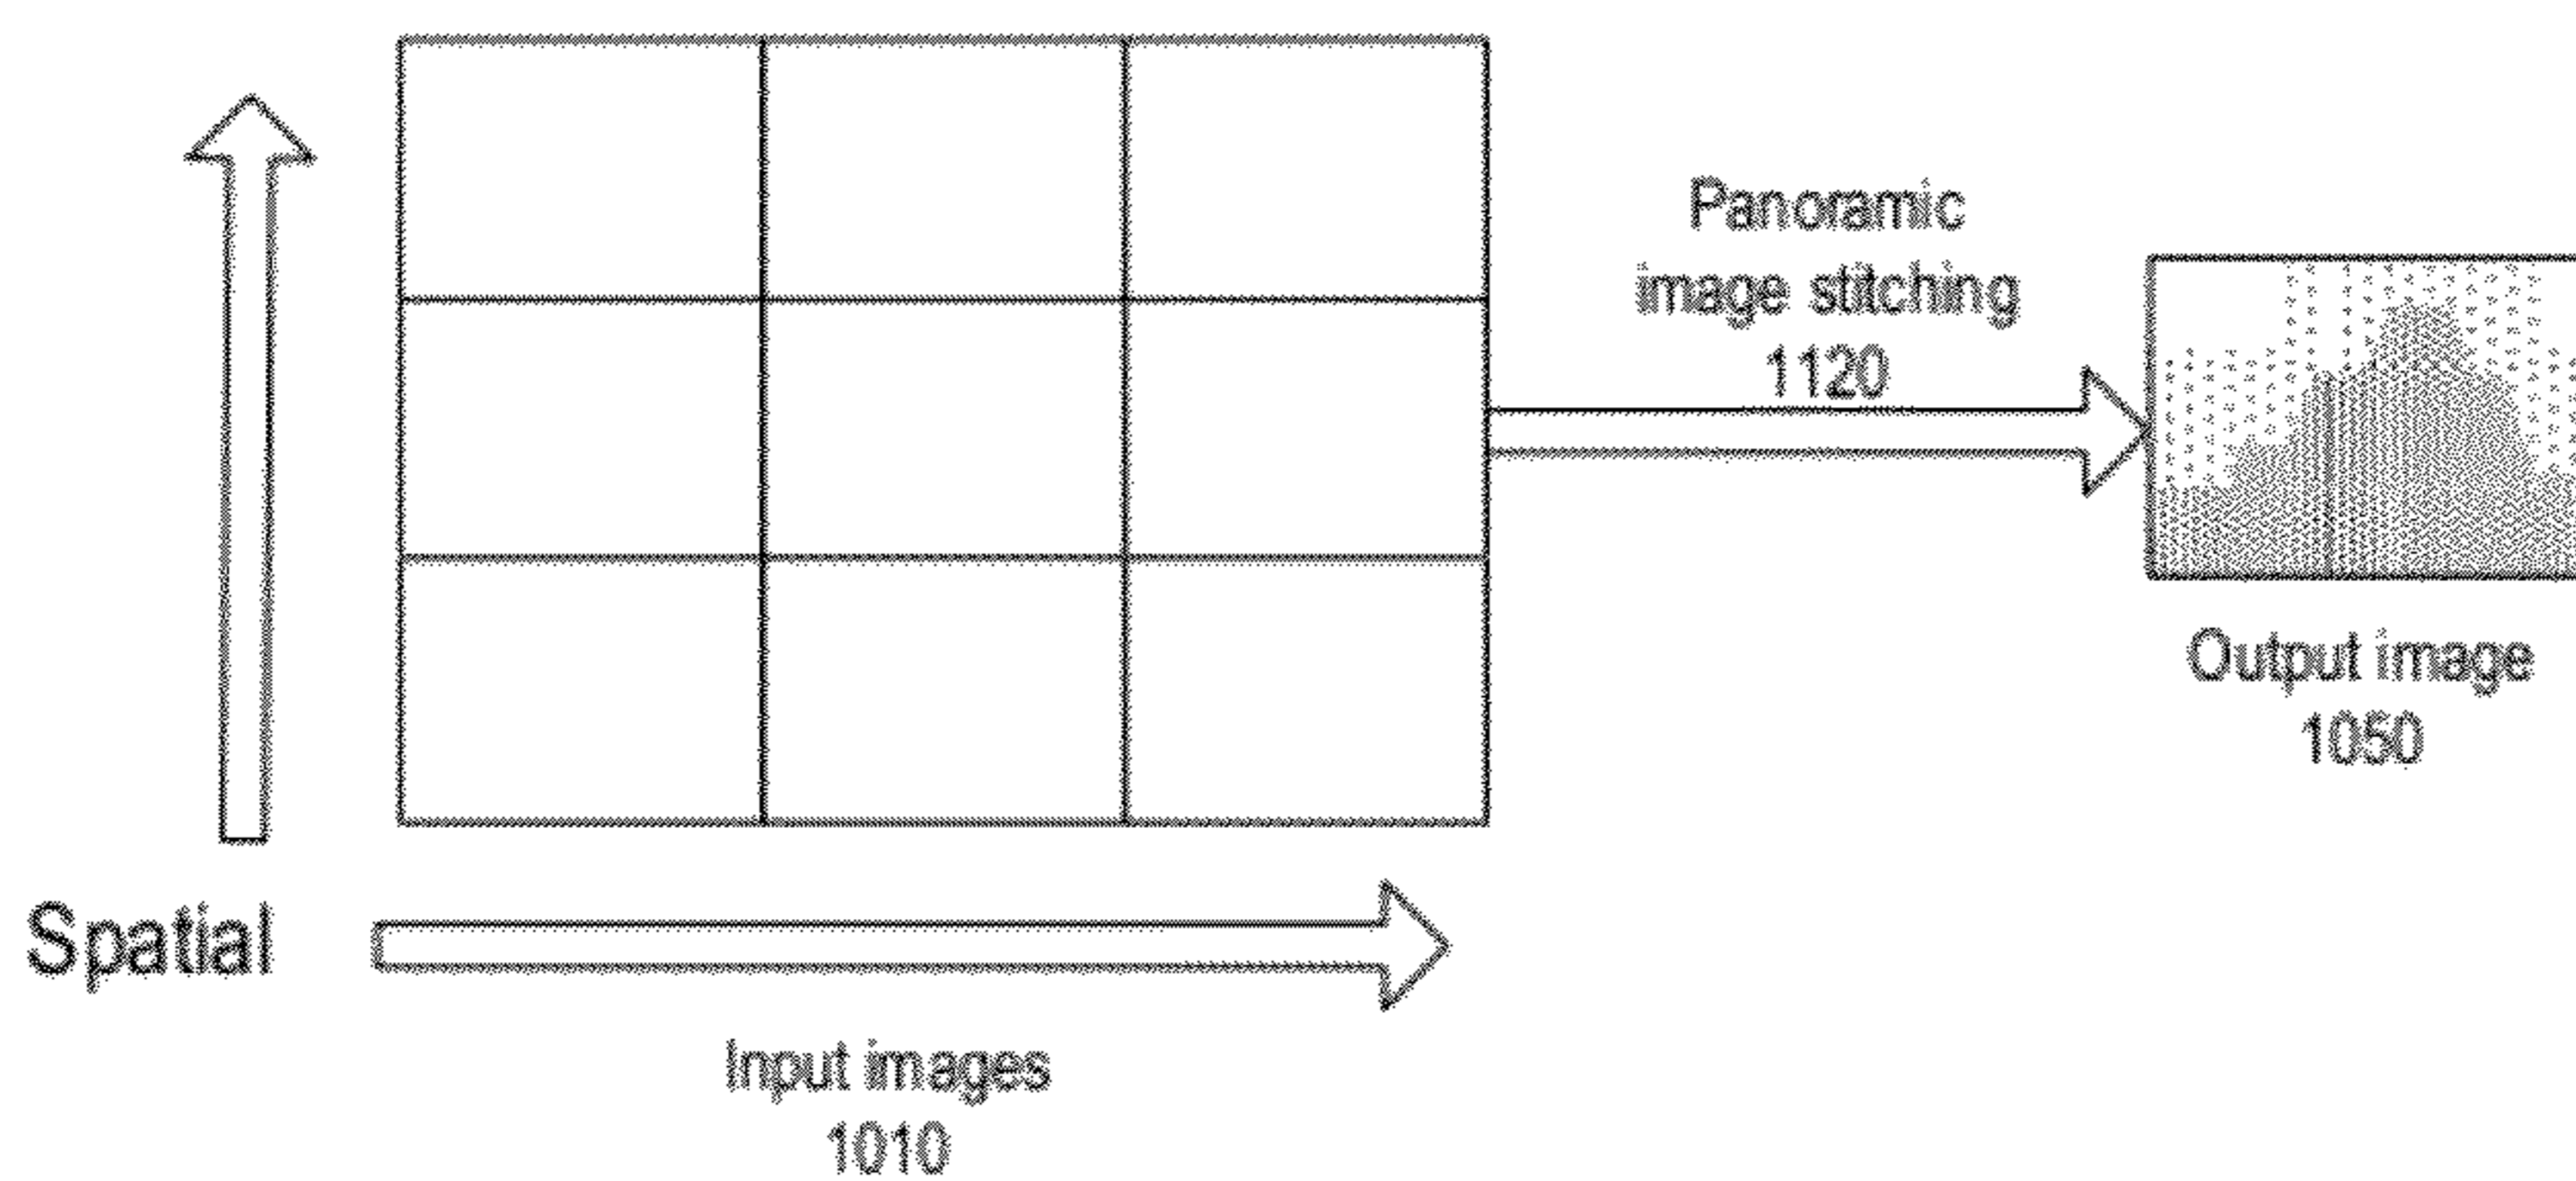 Panoramic
image stitching
1120
Output image
1050
Spatial
Input images
1010